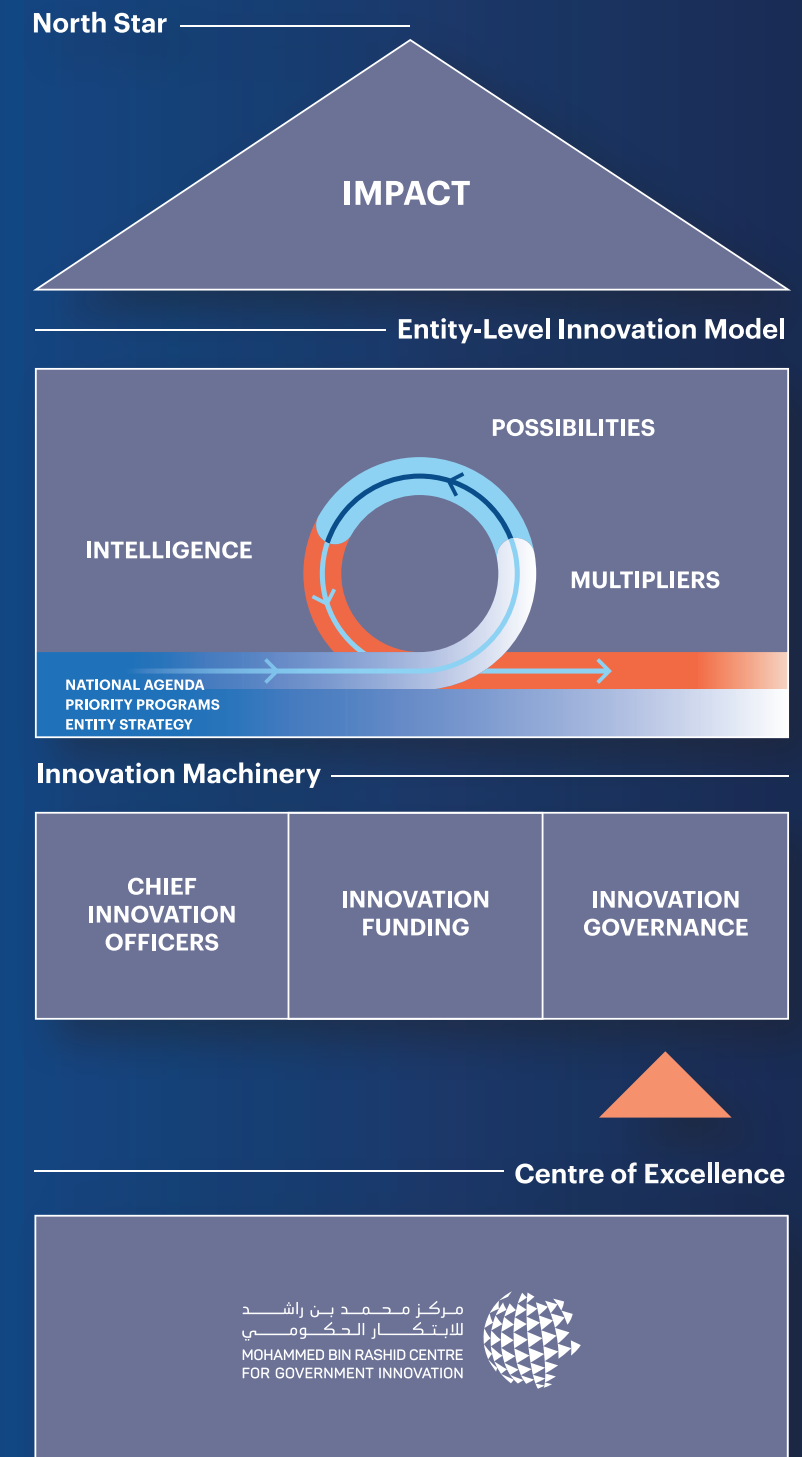 North Star
IMPACT
Entity-Level Innovation Model
POSSIBILITIES
INTELLIGENCE
MULTIPLIERS
NATIONAL AGENDA
PRIORITY PROGRAMS
ENTITY STRATEGY
Innovation Machinery
CHIEF
INNOVATION
OFFICERS
INNOVATION
FUNDING
INNOVATION
GOVERNANCE
Centre of Excellence
مركز محمد بن راشد
للابتكار الحكومي
MOHAMMED BIN RASHID CENTRE
FOR GOVERNMENT INNOVATION